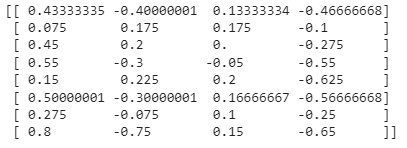 [[ 0.43333335 -0.40000001 0.13333334 -0.46666668]
[ 0.075 0.175 0.175 -0.1 ]
[ 0.45 0.2 0. -0.275 ]
[ 0.55 -0.3 -0.05 -0.55 ]
[ 0.15 0.225 0.2 -0.625 ]
[ 0.50000001 -0.30000001 0.16666667 -0.56666668]
[ 0.275 -0.075 0.1 -0.25 ]
[ 0.8 -0.75 0.15 -0.65 ]]